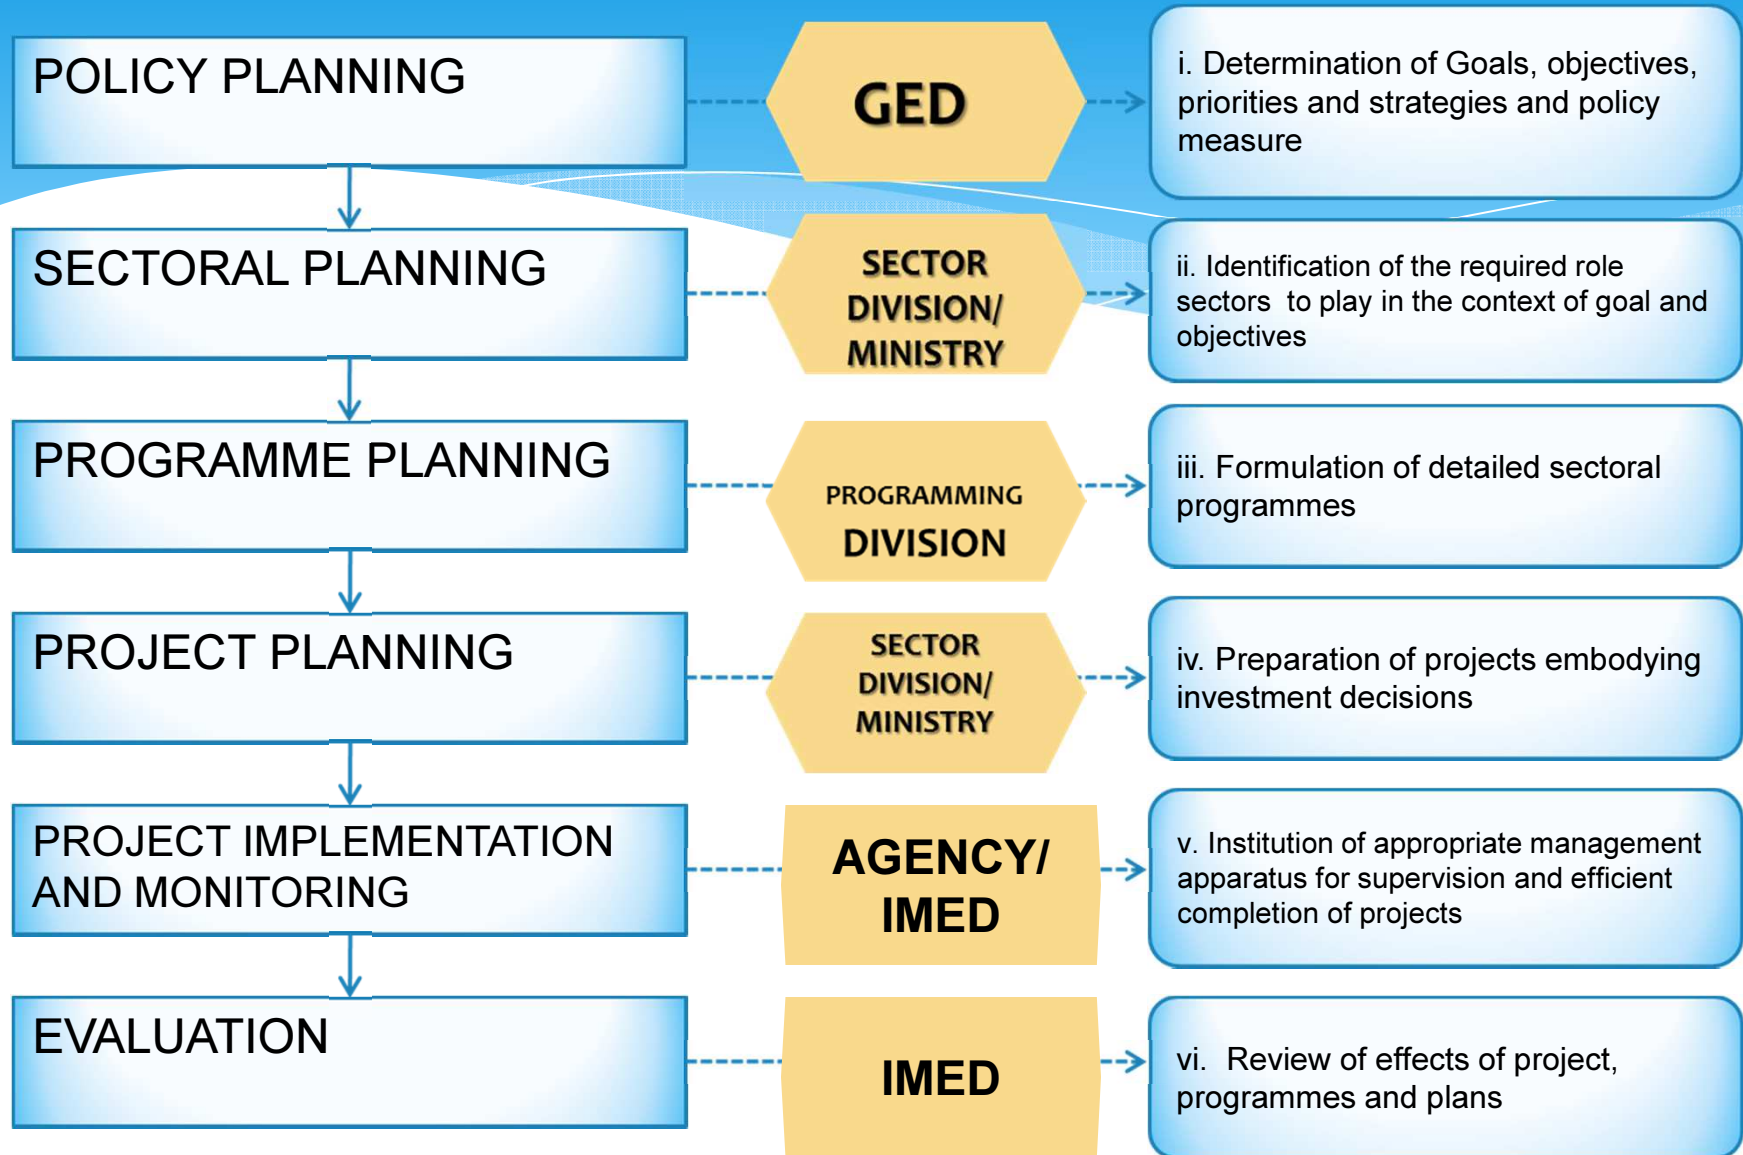 POLICY PLANNING
GED
i. Determination of Goals, objectives,
priorities and strategies and policy
measure
SECTORAL PLANNING
SECTOR
DIVISION/
MINISTRY
ii. Identification of the required role
sectors to play in the context of goal and
objectives
PROGRAMME PLANNING
PROGRAMMING
DIVISION
iii. Formulation of detailed sectoral
programmes
PROJECT PLANNING
SECTOR
DIVISION/
MINISTRY
iv. Preparation of projects embodying
investment decisions
PROJECT IMPLEMENTATION
AND MONITORING
AGENCY/
IMED
v. Institution of appropriate management
apparatus for supervision and efficient
completion of projects
EVALUATION
IMED
vi. Review of effects of project,
programmes and plans